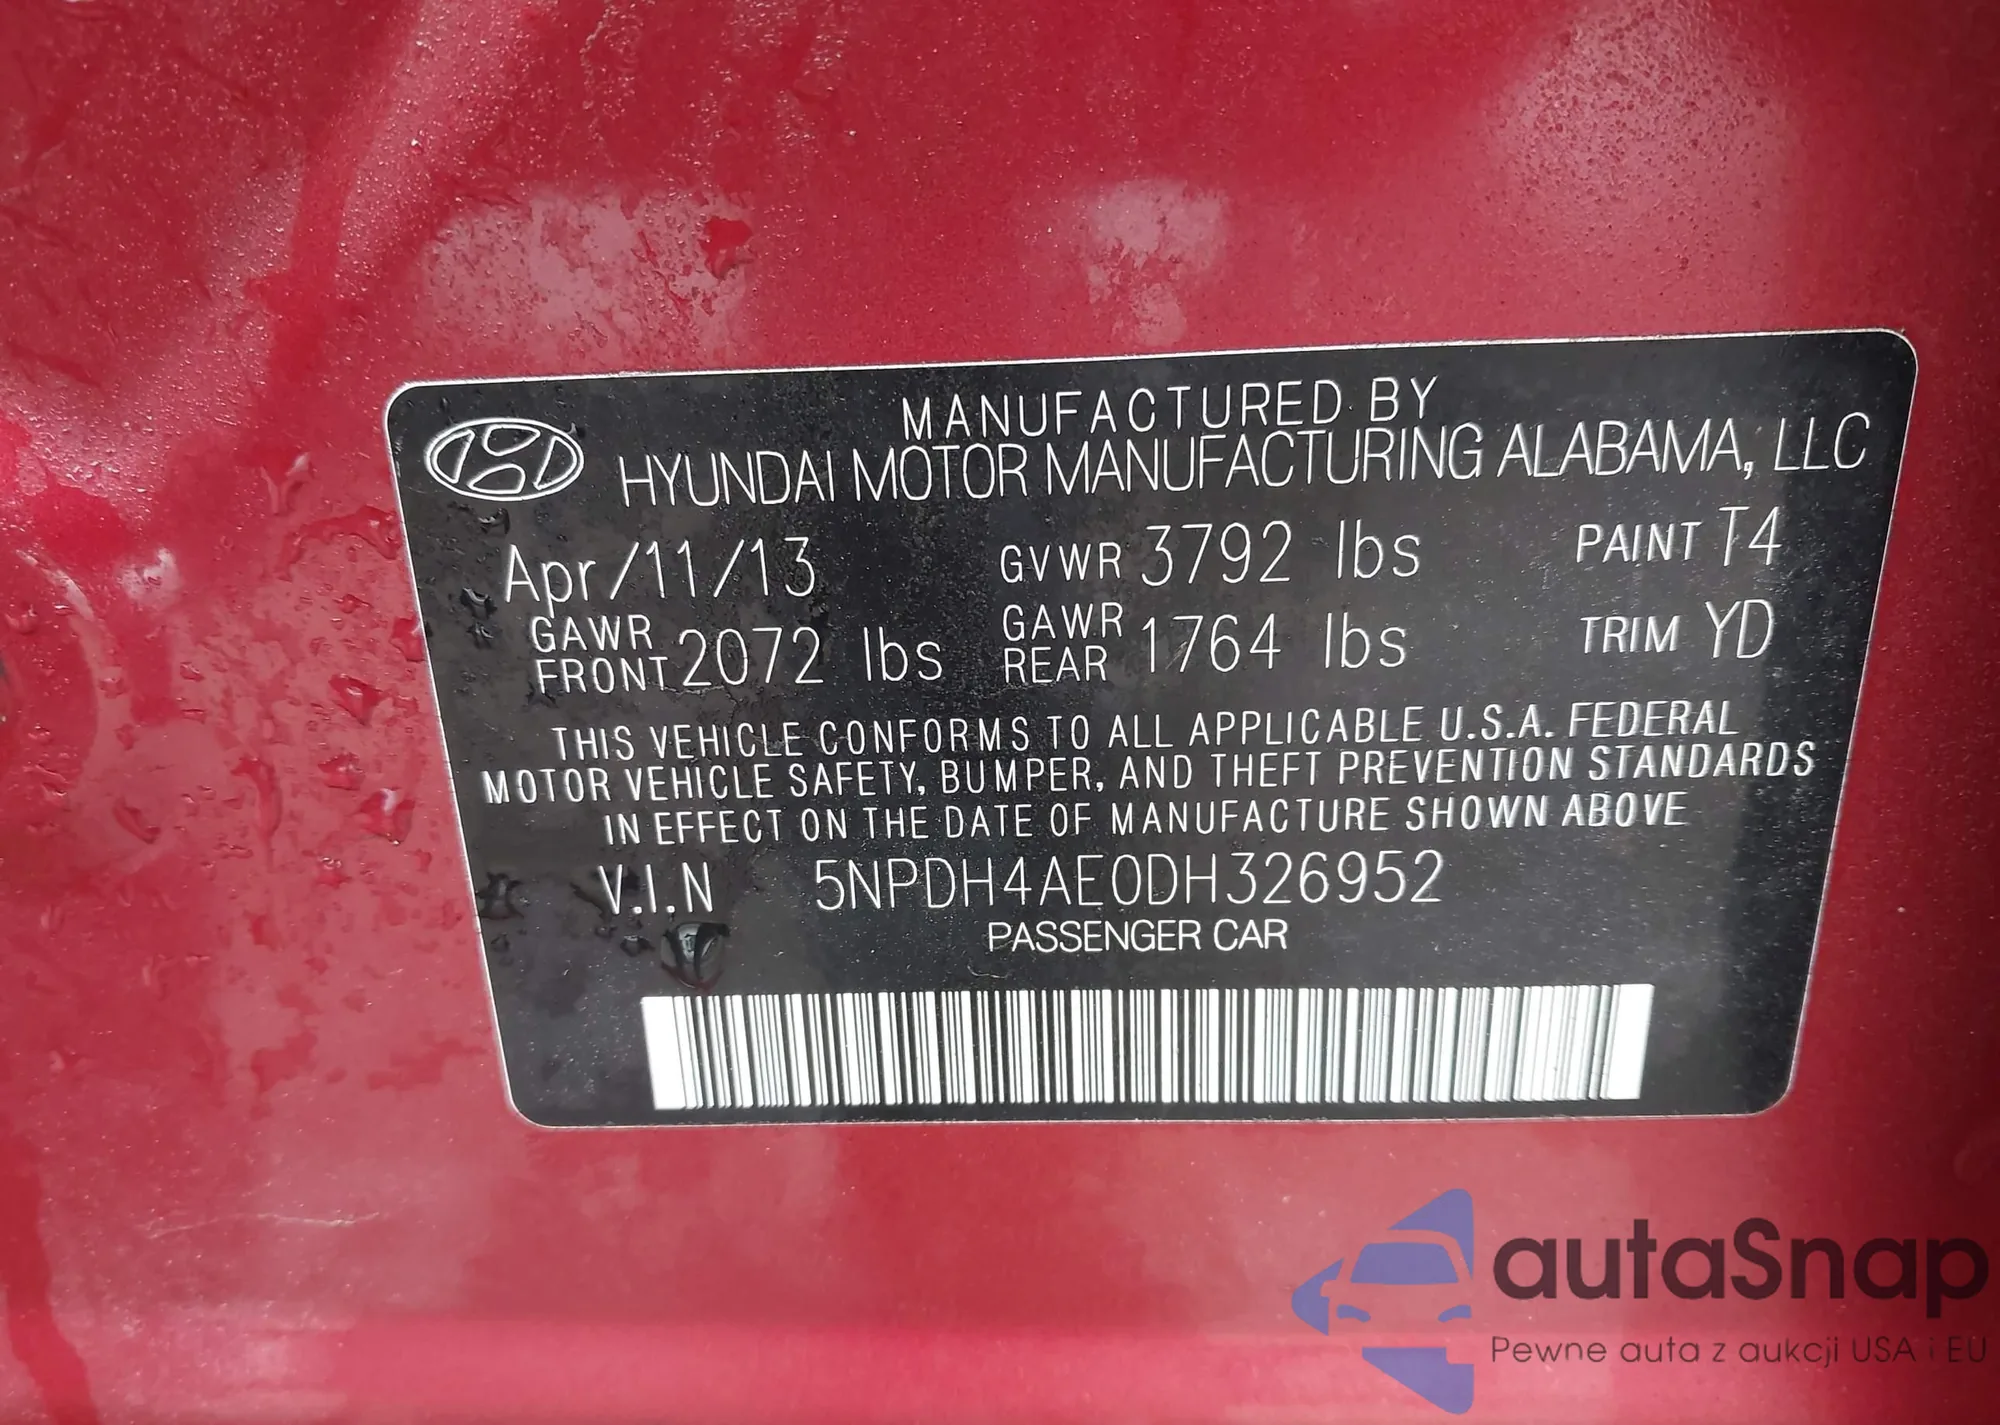 MANUFACTURED BY
HYUNDAI MOTOR MANUFACTURING ALABAMA, LLC
Apr/11/13 GVWR 3792 lbs PAINT T4
GAWR FRONT 2072 lbs GAWR REAR 1764 lbs TRIM YD
THIS VEHICLE CONFORMS TO ALL APPLICABLE U.S.A. FEDERAL
MOTOR VEHICLE SAFETY, BUMPER, AND THEFT PREVENTION STANDARDS
IN EFFECT ON THE DATE OF MANUFACTURE SHOWN ABOVE
V.I.N 5NPDH4AE0DH326952
PASSENGER CAR
autaSnap
Pewne auta z aukcji USA i EU